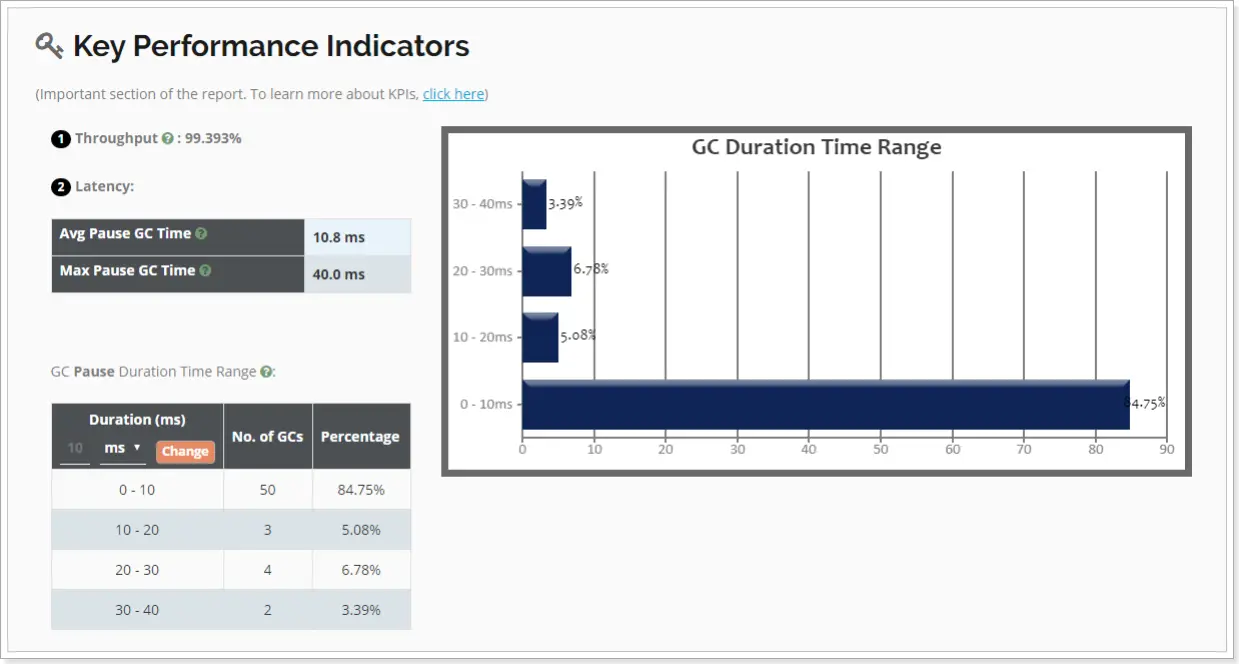 Key Performance Indicators
(Important section of the report. To learn more about KPIs, click here)
1 Throughput ? : 99.393%
2 Latency:
Avg Pause GC Time ? 10.8 ms
Max Pause GC Time ? 40.0 ms
GC Pause Duration Time Range ?:
Duration (ms) No. of GCs Percentage
10 ms ▼ Change
0 - 10 50 84.75%
10 - 20 3 5.08%
20 - 30 4 6.78%
30 - 40 2 3.39%
GC Duration Time Range
30 - 40ms 3.39%
20 - 30ms 6.78%
10 - 20ms 5.08%
0 - 10ms 84.75%
0 10 20 30 40 50 60 70 80 90